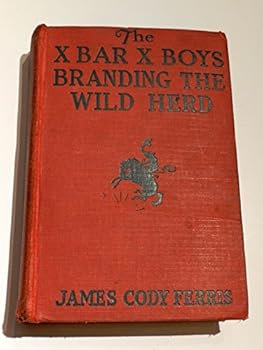 The
X BAR X BOYS
BRANDING THE
WILD HERD
JAMES CODY FERRIS